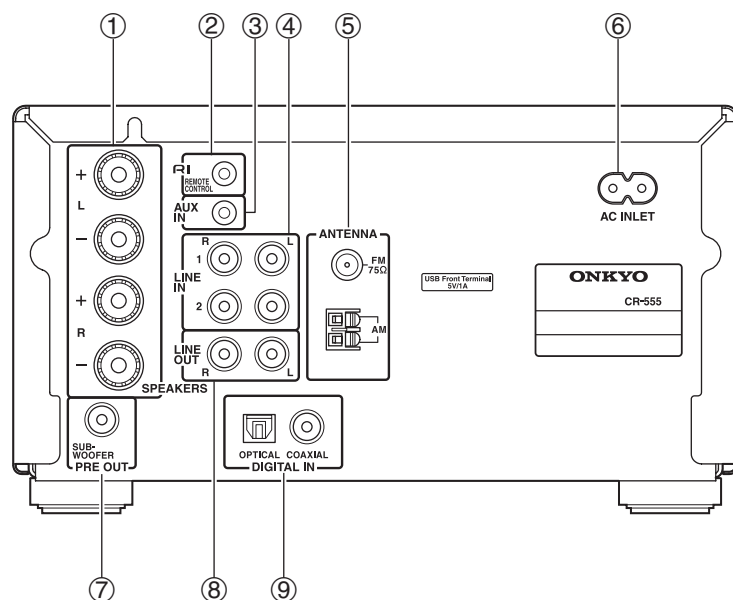 ① ② ③ ④ ⑤ ⑥
+
L
−
+
R
−
SPEAKERS
RI
REMOTE
CONTROL
AUX
IN
R L
1
LINE
IN
2
LINE
OUT
R L
ANTENNA
FM
75Ω
AM
USB Front Terminal
5V/1A
AC INLET
ONKYO
CR-555
SUB-
WOOFER
PRE OUT
OPTICAL COAXIAL
DIGITAL IN
⑦ ⑧ ⑨